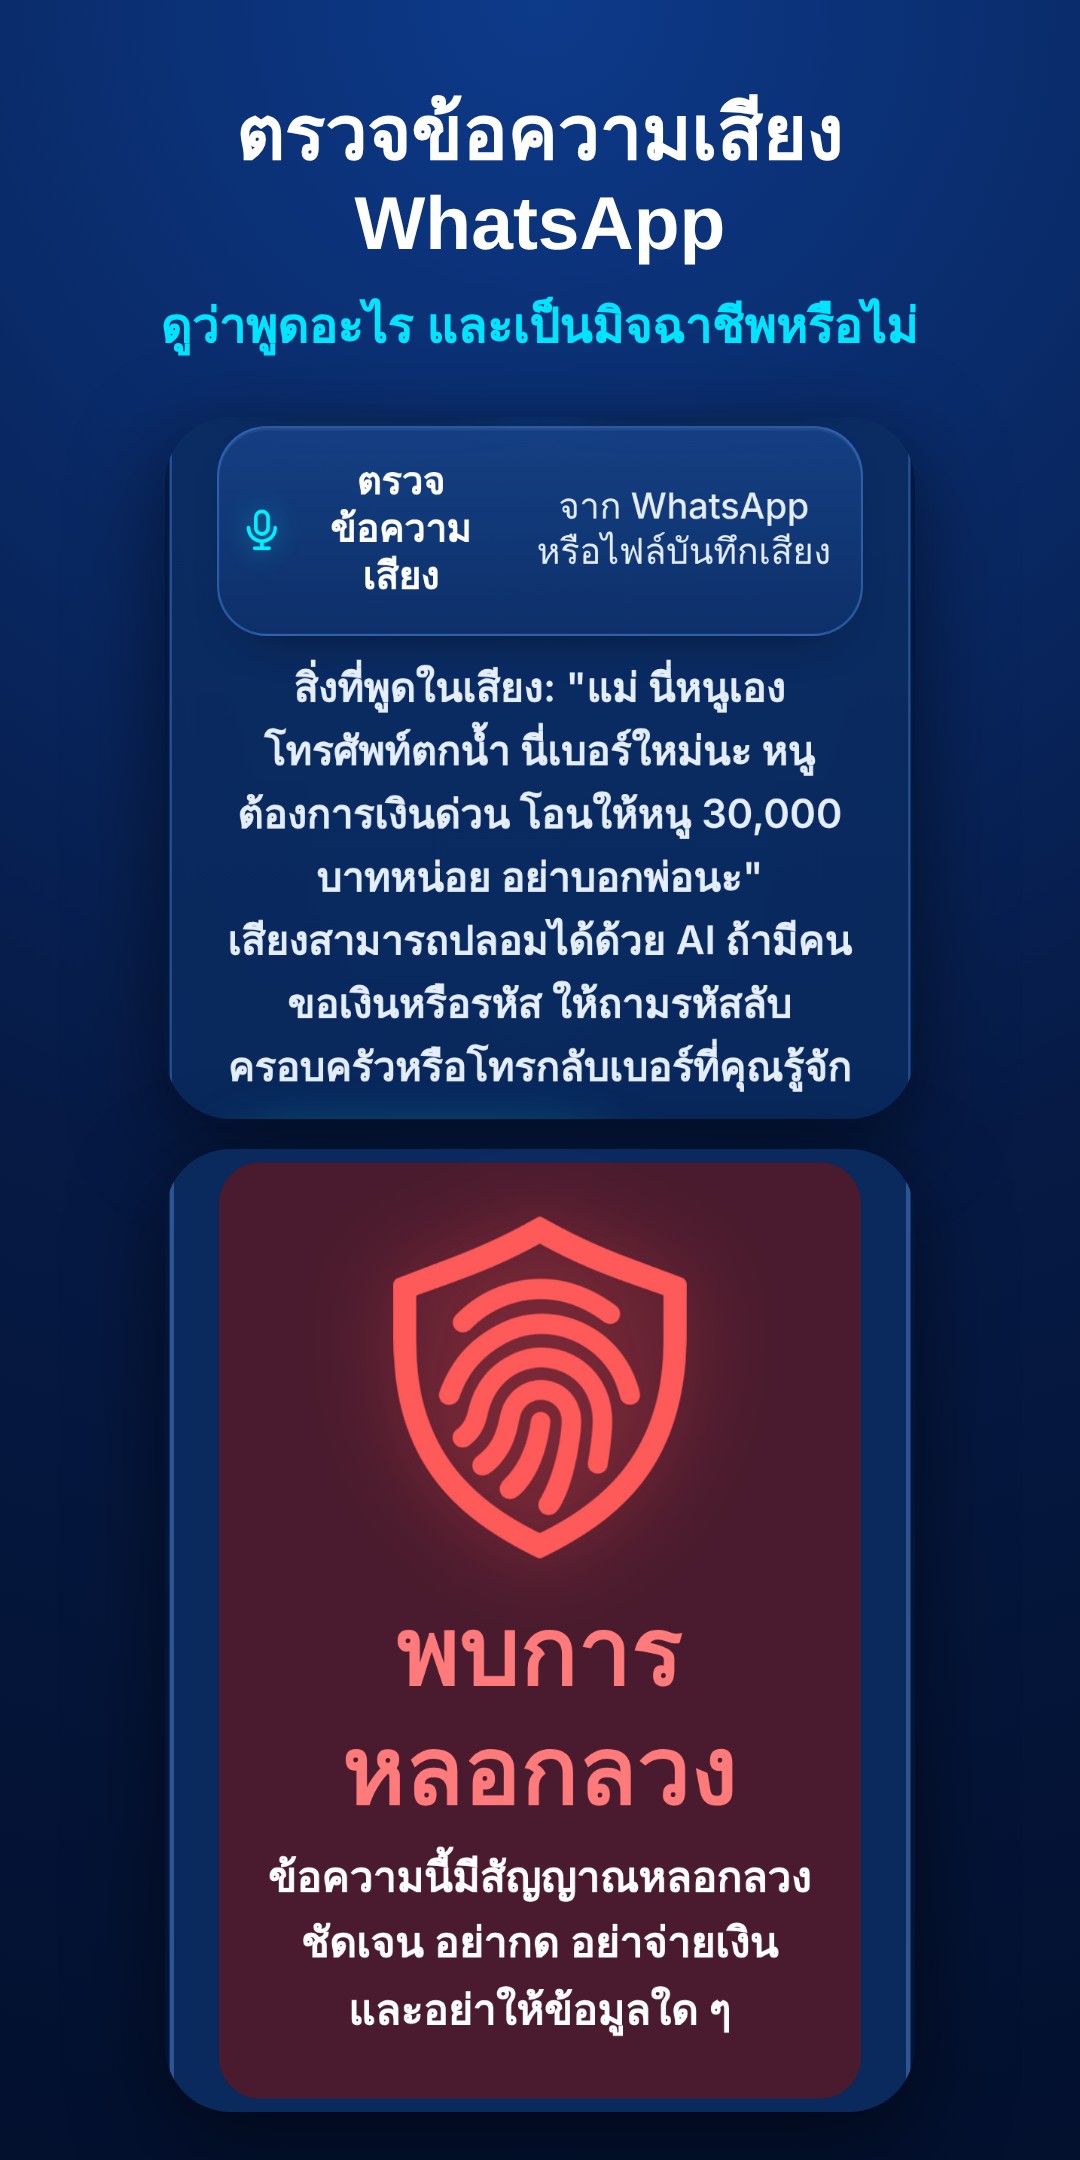 ตรวจข้อความเสียง
WhatsApp
ดูว่าพูดอะไร และเป็นมิจฉาชีพหรือไม่
ตรวจ
ข้อความ
เสียง
จาก WhatsApp
หรือไฟล์บันทึกเสียง
สิ่งที่พูดในเสียง: "แม่ นี่หนูเอง
โทรศัพท์ตกน้ำ นี่เบอร์ใหม่นะ หนู
ต้องการเงินด่วน โอนให้หนู 30,000
บาทหน่อย อย่าบอกพ่อนะ"
เสียงสามารถปลอมได้ด้วย AI ถ้ามีคน
ขอเงินหรือรหัส ให้ถามรหัสลับ
ครอบครัวหรือโทรกลับเบอร์ที่คุณรู้จัก
พบการ
หลอกลวง
ข้อความนี้มีสัญญาณหลอกลวง
ชัดเจน อย่ากด อย่าจ่ายเงิน
และอย่าให้ข้อมูลใด ๆ